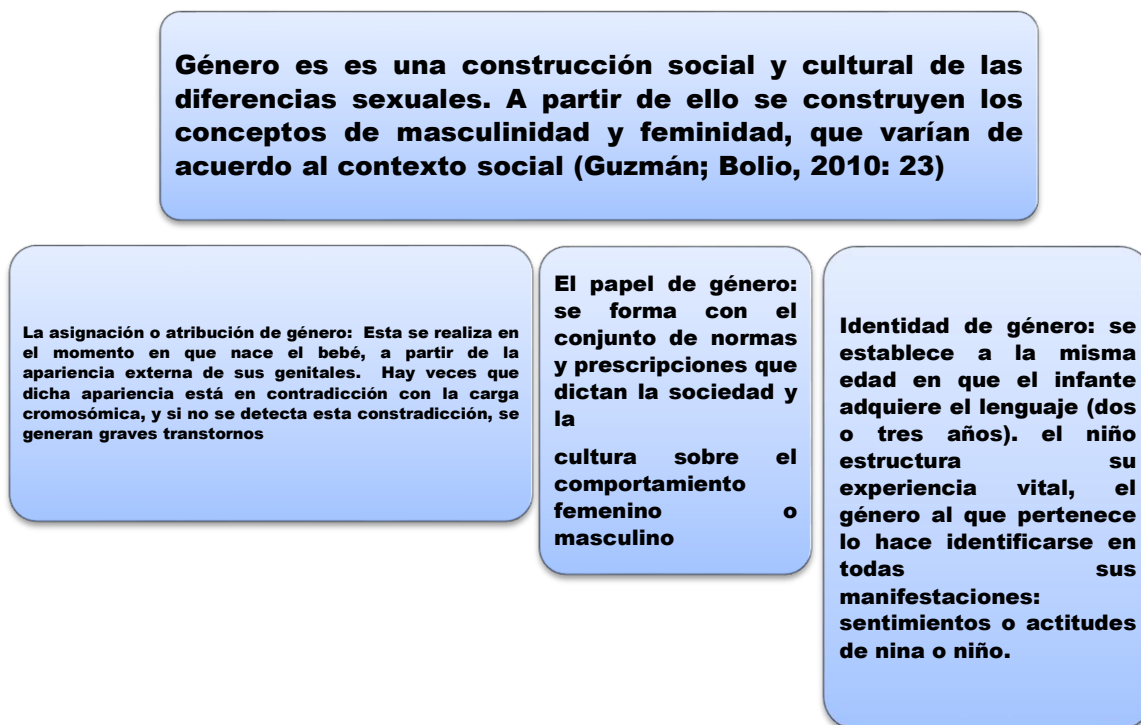 Género es es una construcción social y cultural de las
diferencias sexuales. A partir de ello se construyen los
conceptos de masculinidad y feminidad, que varían de
acuerdo al contexto social (Guzmán; Bolio, 2010: 23)
La asignación o atribución de género: Esta se realiza en
el momento en que nace el bebé, a partir de la
apariencia externa de sus genitales. Hay veces que
dicha apariencia está en contradicción con la carga
cromosómica, y si no se detecta esta constradicción, se
generan graves transtornos
El papel de género:
se forma con el
conjunto de normas
y prescripciones que
dictan la sociedad y
la
cultura sobre el
comportamiento
femenino o
masculino
Identidad de género: se
establece a la misma
edad en que el infante
adquiere el lenguaje (dos
o tres años). el niño
estructura su
experiencia vital, el
género al que pertenece
lo hace identificarse en
todas sus
manifestaciones:
sentimientos o actitudes
de nina o niño.